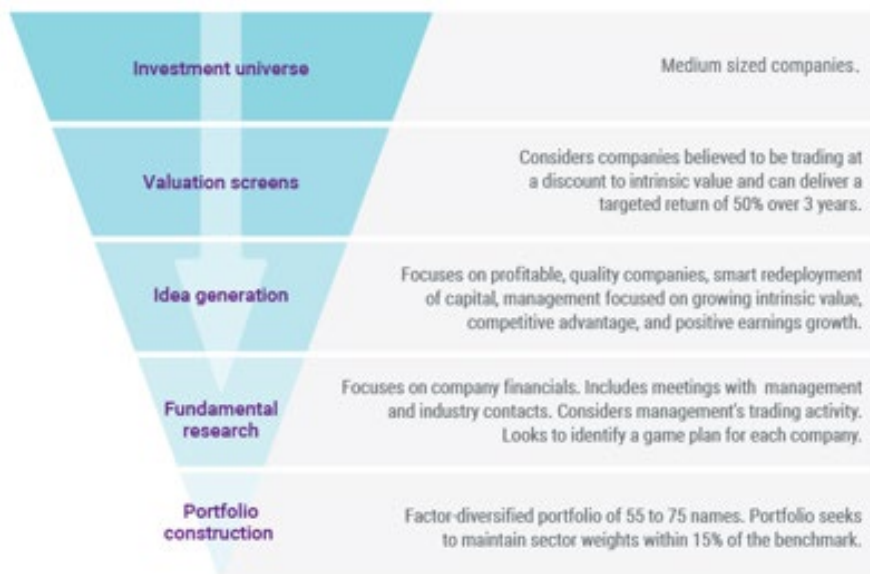 Investment universe
Medium sized companies.
Valuation screens
Considers companies believed to be trading at
a discount to intrinsic value and can deliver a
targeted return of 50% over 3 years.
Idea generation
Focuses on profitable, quality companies, smart redeployment
of capital, management focused on growing intrinsic value,
competitive advantage, and positive earnings growth.
Fundamental
research
Focuses on company financials. Includes meetings with management
and industry contacts. Considers management's trading activity.
Looks to identify a game plan for each company.
Portfolio
construction
Factor-diversified portfolio of 55 to 75 names. Portfolio seeks
to maintain sector weights within 15% of the benchmark.